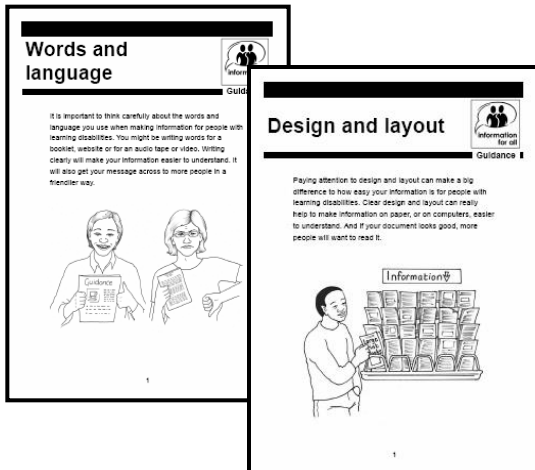 Words and
language
inform
Guida
It is important to think carefully about the words and
language you use when making information for people with
learning disabilities. You might be writing words for a
booklet, website or for an audio tape or video. Writing
clearly will make your information easier to understand. It
will also get your message across to more people in a
friendlier way.
Guidance
1
Design and layout
information
for all
Guidance
Paying attention to design and layout can make a big
difference to how easy your information is for people with
learning disabilities. Clear design and layout can really
help to make information on paper, or on computers, easier
to understand. And if your document looks good, more
people will want to read it.
Information
1